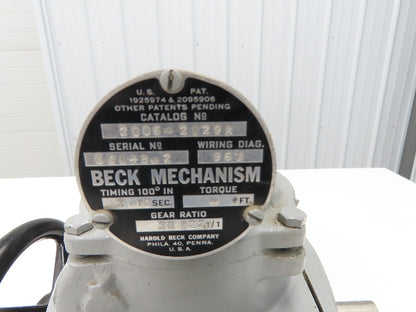 U.S. PAT.
1925974 & 2095906
OTHER PATENTS PENDING
CATALOG Nº
SERIAL Nº WIRING DIAG.
BECK MECHANISM
TIMING 100° IN TORQUE
SEC. #FT.
GEAR RATIO
/1
HAROLD BECK COMPANY
PHILA. 40, PENNA.
U.S.A.